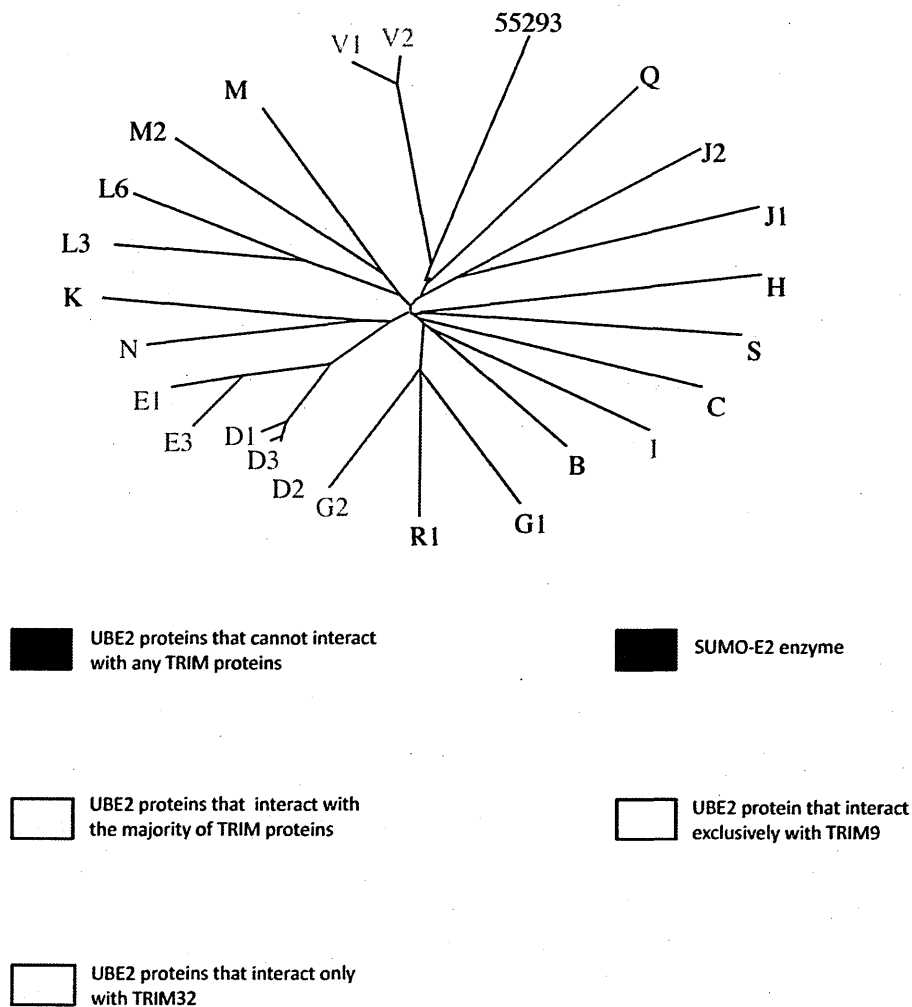 55293
V1
V2
Q
M
J2
M2
L6
J1
L3
H
K
S
N
C
E1
I
E3
D1
B
D3
D2
G2
G1
R1
UBE2 proteins that cannot interact
with any TRIM proteins
SUMO-E2 enzyme
UBE2 proteins that interact with
the majority of TRIM proteins
UBE2 protein that interact
exclusively with TRIM9
UBE2 proteins that interact only
with TRIM32